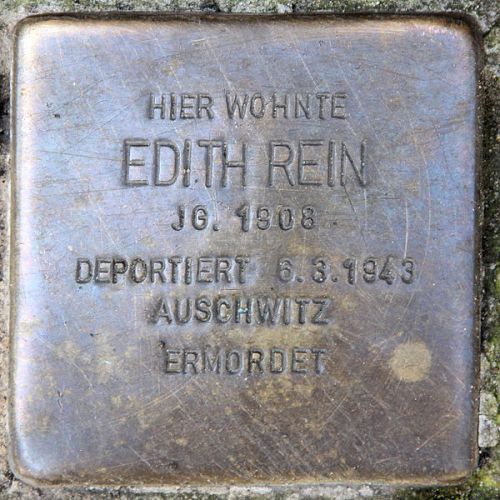 HIER WOHNTE
EDITH REIN
JG. 1908
DEPORTIERT 6.3.1943
AUSCHWITZ
ERMORDET